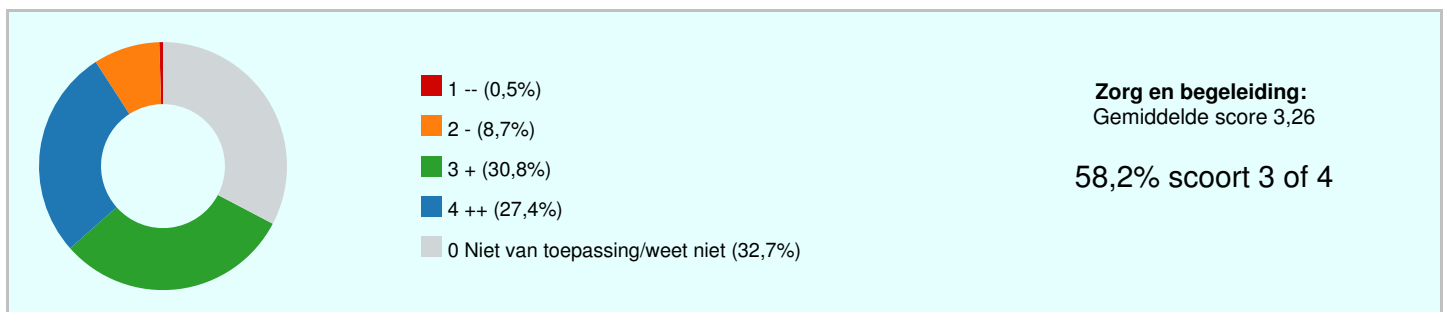 1 -- (0,5%)
2 - (8,7%)
3 + (30,8%)
4 ++ (27,4%)
0 Niet van toepassing/weet niet (32,7%)
Zorg en begeleiding:
Gemiddelde score 3,26
58,2% scoort 3 of 4